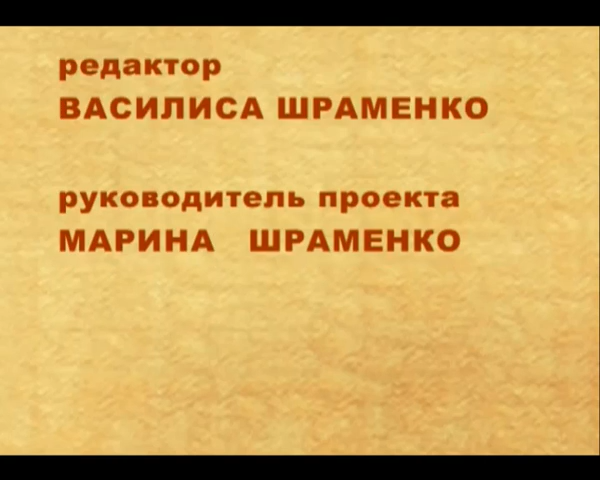 редактор
ВАСИЛИСА ШРАМЕНКО
руководитель проекта
МАРИНА ШРАМЕНКО